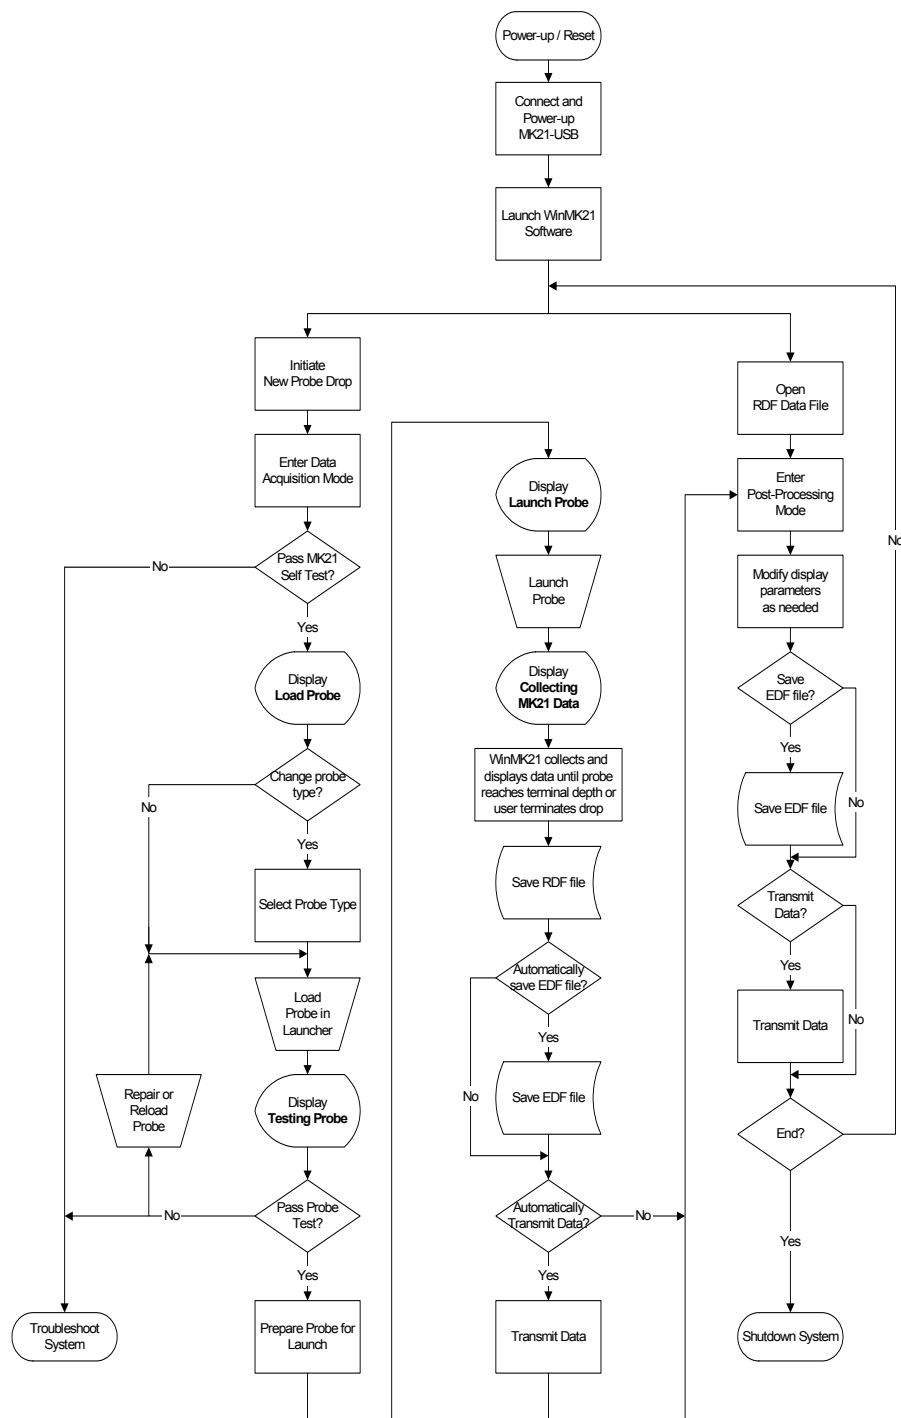 Power-up / Reset
Connect and
Power-up
MK21-USB
Launch WinMK21
Software
Initiate
New Probe Drop
Enter Data
Acquisition Mode
Pass MK21
Self Test?
No
Yes
Display
Load Probe
Change probe
type?
No
Yes
Select Probe Type
Load
Probe in
Launcher
Repair or
Reload
Probe
Display
Testing Probe
Pass Probe
Test?
No
Yes
Troubleshoot
System
Prepare Probe for
Launch
Display
Launch Probe
Launch
Probe
Display
Collecting
MK21 Data
WinMK21 collects and
displays data until probe
reaches terminal depth or
user terminates drop
Save RDF file
Automatically
save EDF file?
Yes
No
Save EDF file
Automatically
Transmit Data?
No
Yes
Transmit Data
Open
RDF Data File
Enter
Post-Processing
Mode
Modify display
parameters
as needed
Save
EDF file?
Yes
No
Save EDF file
Transmit
Data?
Yes
No
Transmit Data
End?
No
Yes
Shutdown System